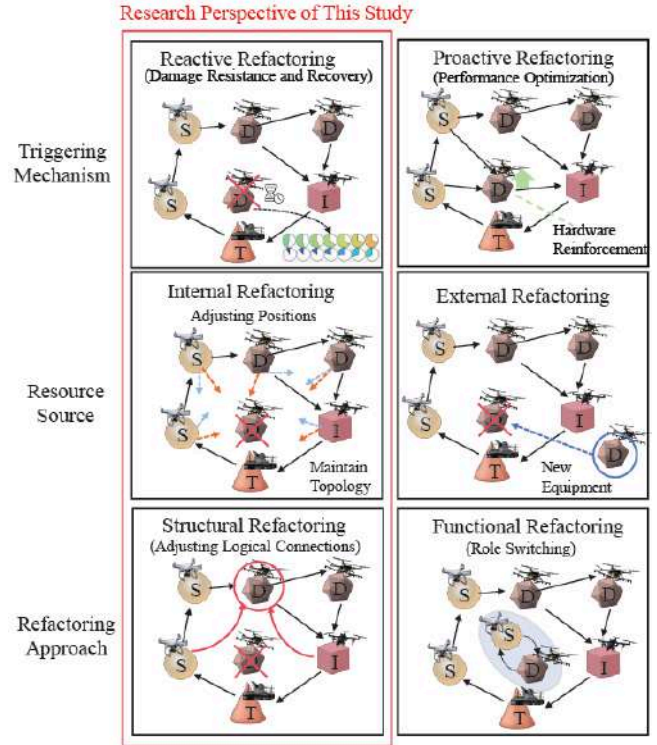 Research Perspective of This Study
Reactive Refactoring
(Damage Resistance and Recovery)
S
D
D
S
D
I
T
Proactive Refactoring
(Performance Optimization)
S
D
D
S
D
I
T
Hardware
Reinforcement
Triggering
Mechanism
Internal Refactoring
Adjusting Positions
S
D
D
S
I
T
Maintain
Topology
External Refactoring
S
D
D
S
I
D
T
New
Equipment
Resource
Source
Structural Refactoring
(Adjusting Logical Connections)
S
D
D
S
D
I
T
Functional Refactoring
(Role Switching)
S
D
D
S
S
D
I
T
Refactoring
Approach